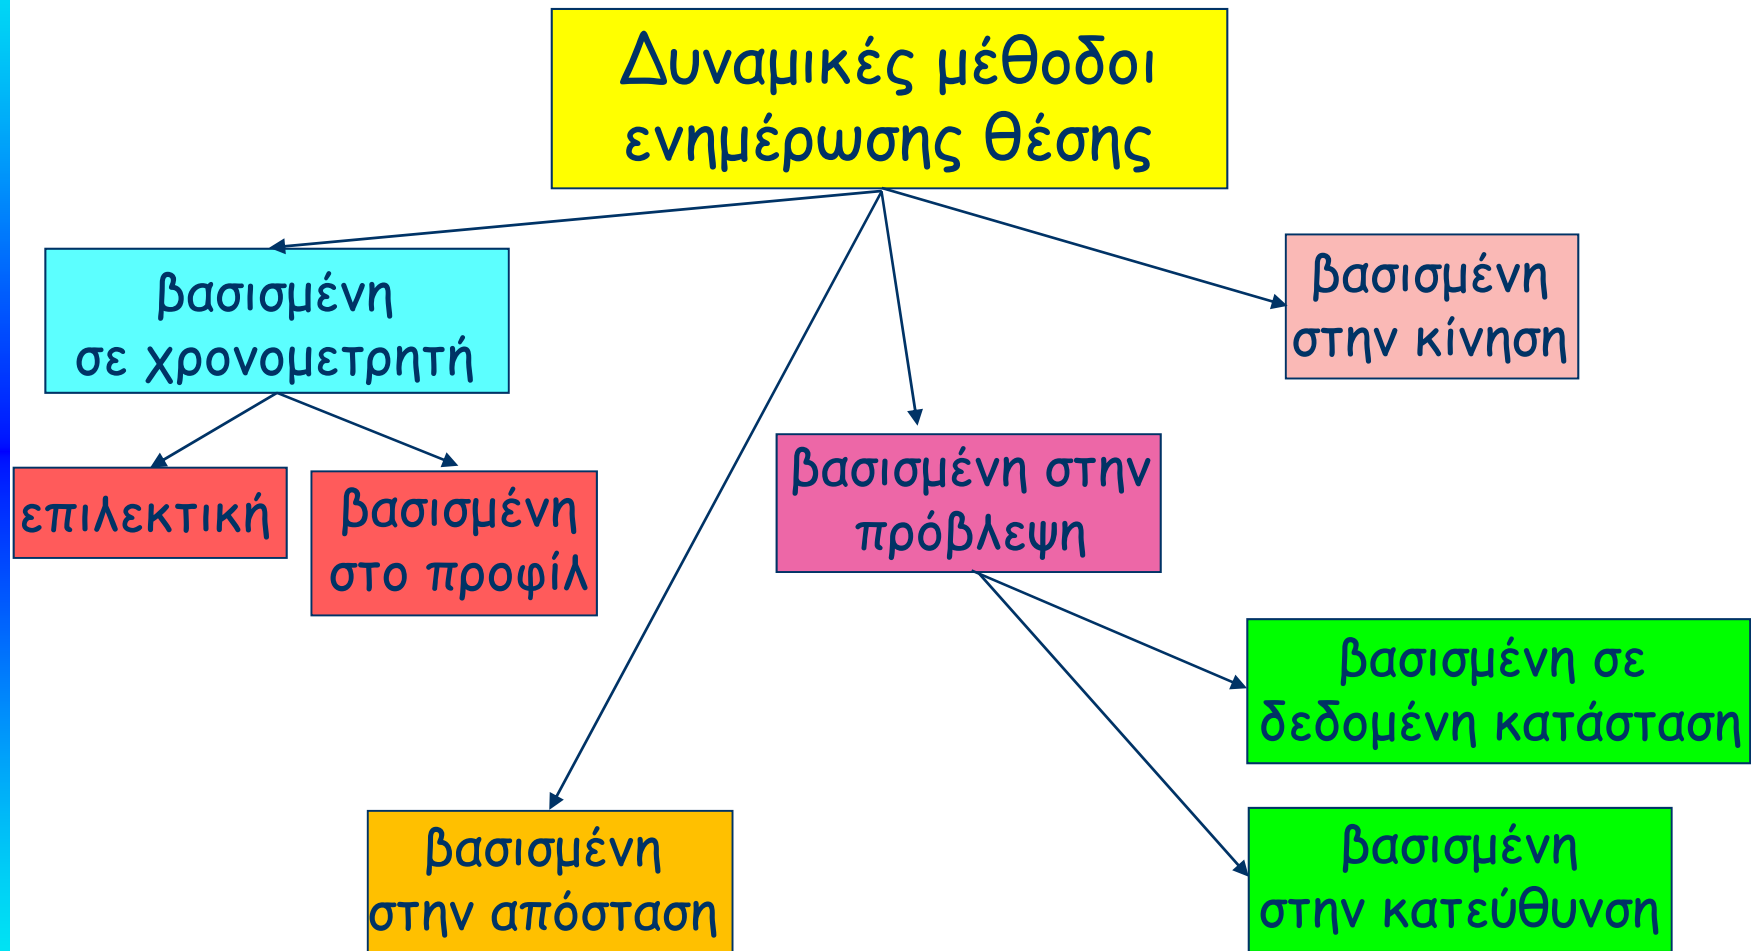 Δυναμικές μέθοδοι
ενημέρωσης θέσης
βασισμένη
σε χρονομετρητή
βασισμένη
στην κίνηση
επιλεκτική
βασισμένη
στο προφίλ
βασισμένη στην
πρόβλεψη
βασισμένη σε
δεδομένη κατάσταση
βασισμένη
στην απόσταση
βασισμένη
στην κατεύθυνση